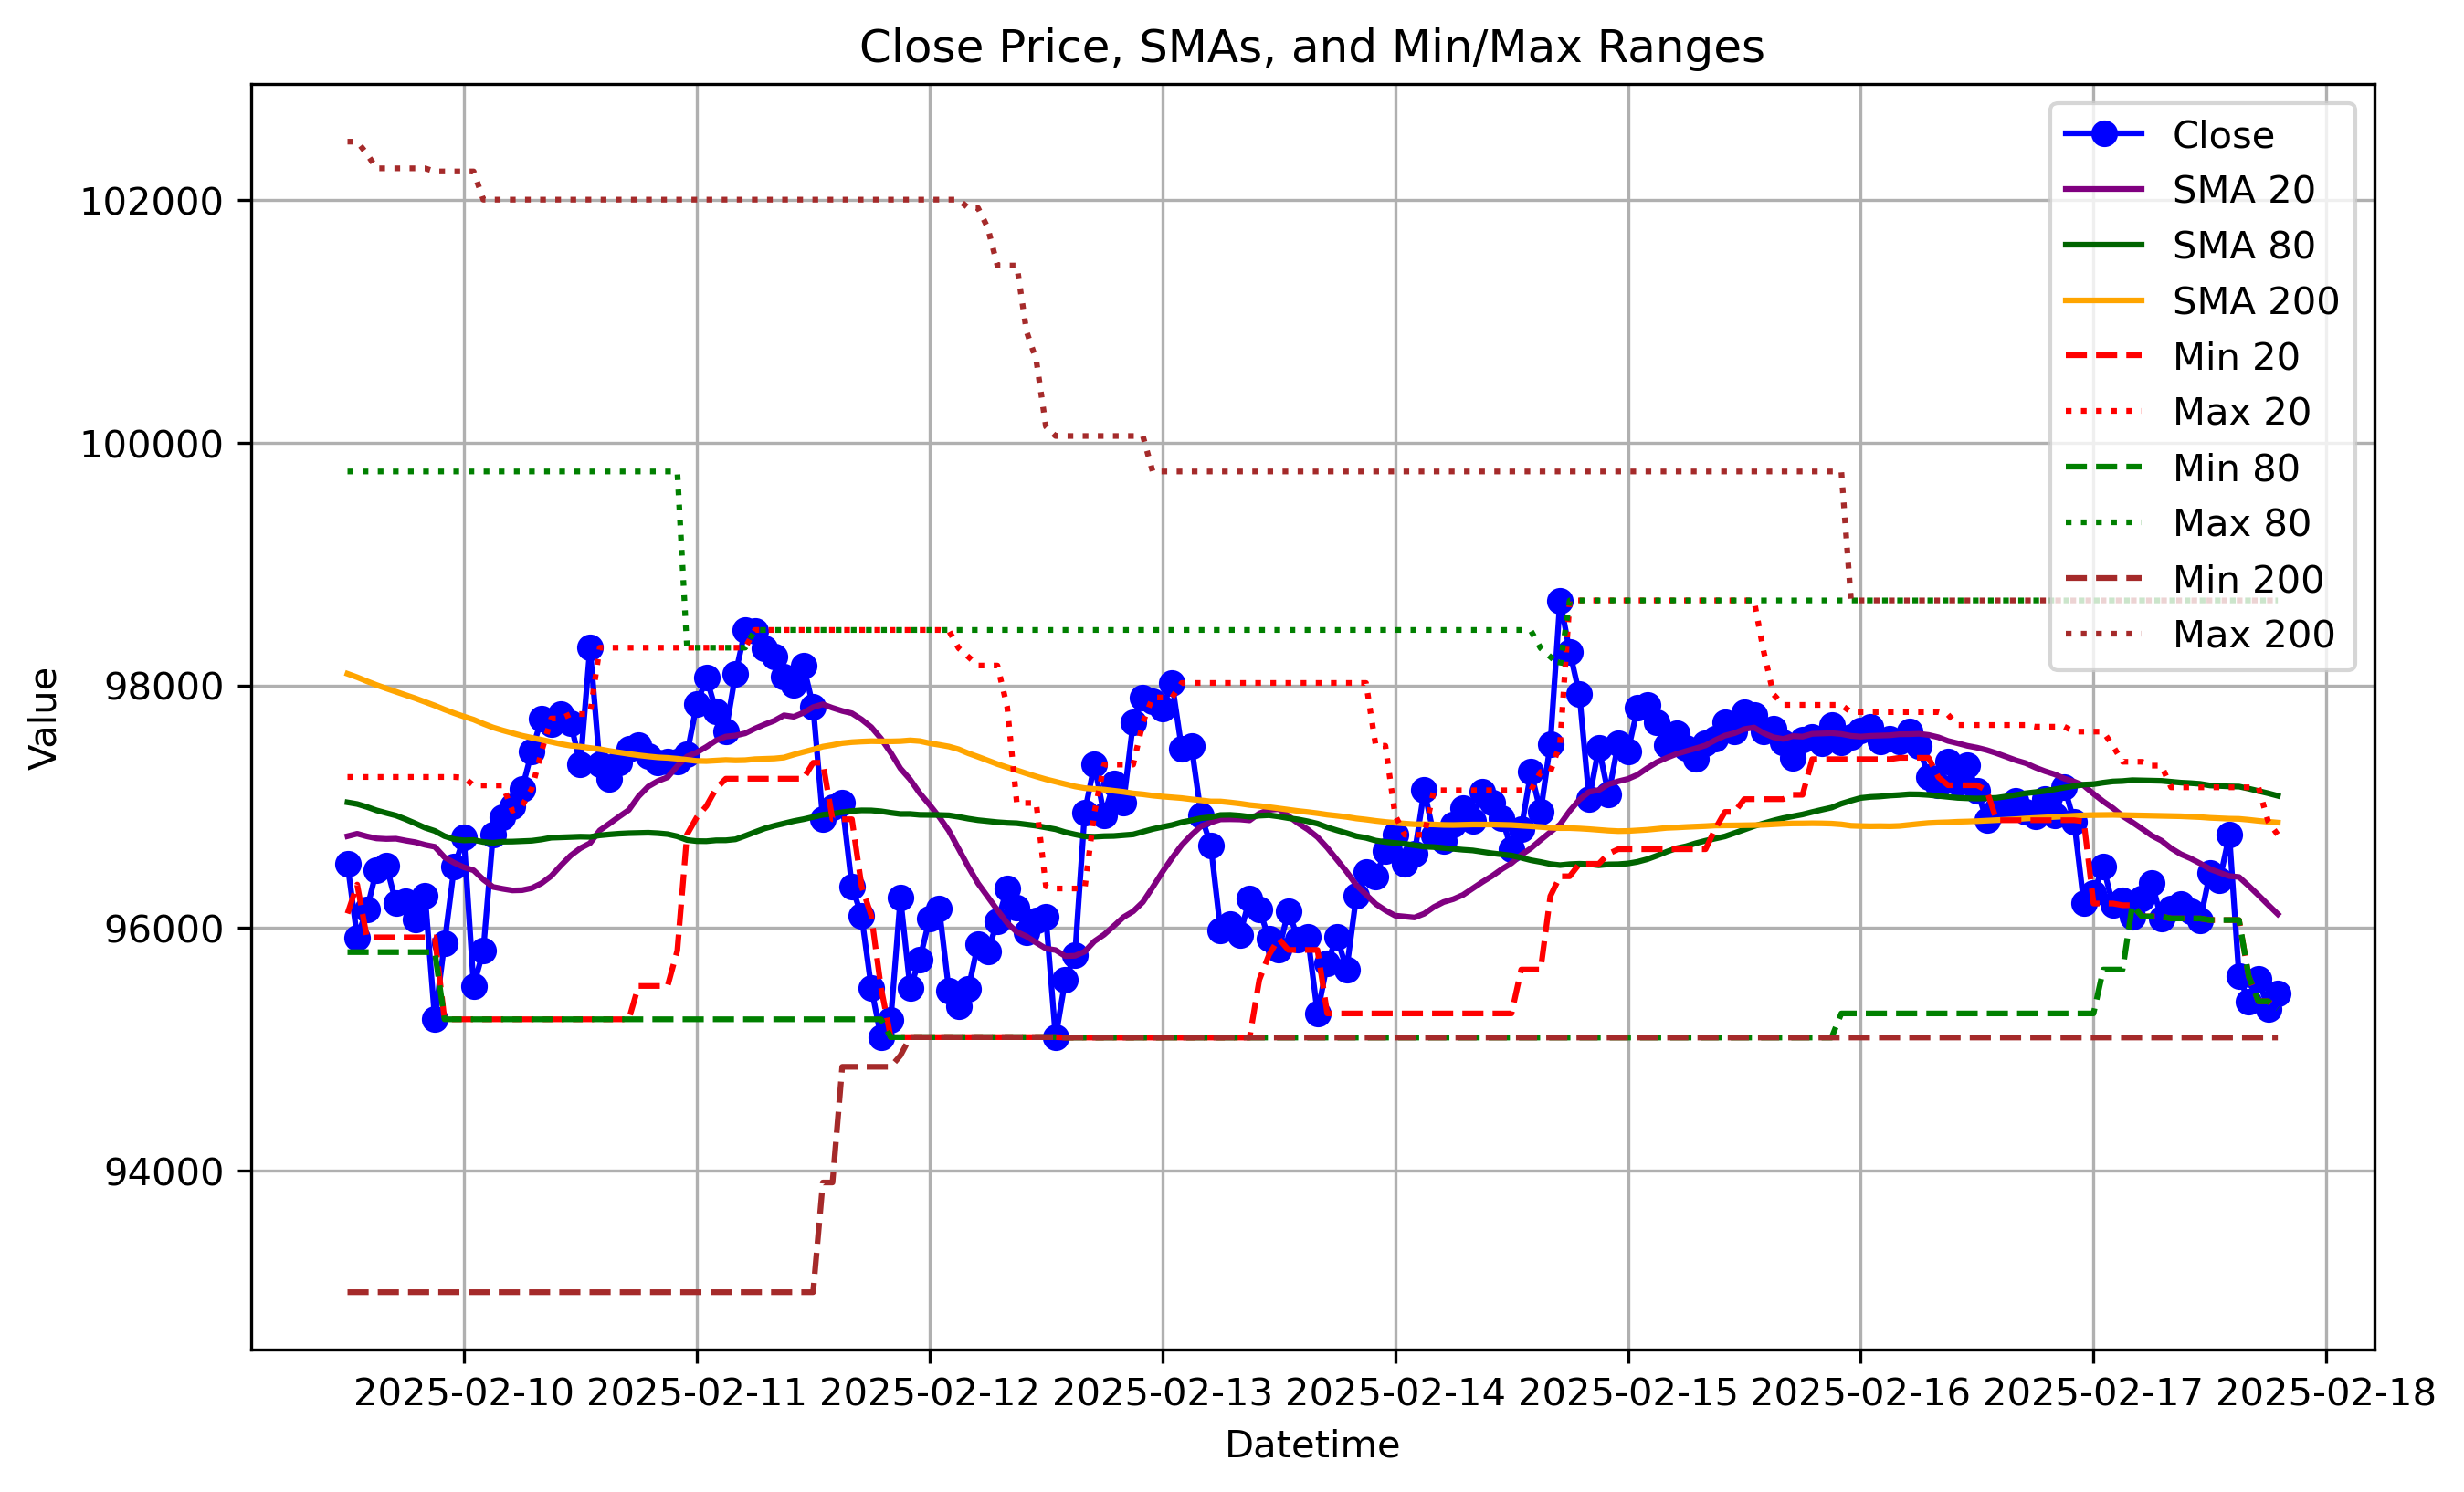 Close Price, SMAs, and Min/Max Ranges
Value
102000
100000
98000
96000
94000
Close
SMA 20
SMA 80
SMA 200
Min 20
Max 20
Min 80
Max 80
Min 200
Max 200
2025-02-10 2025-02-11 2025-02-12 2025-02-13 2025-02-14 2025-02-15 2025-02-16 2025-02-17 2025-02-18
Datetime